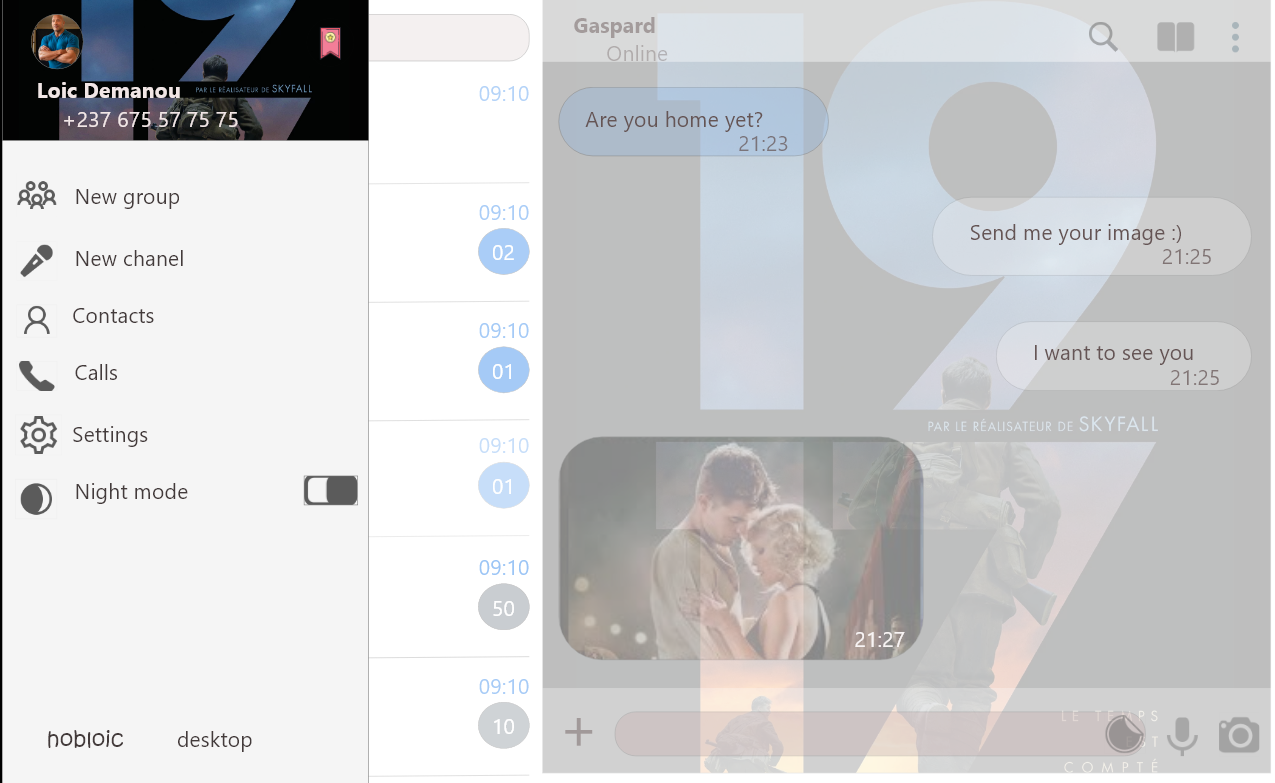 19
Loic Demanou
PAR LE RÉALISATEUR DE SKYFALL
+237 675 57 75 75
New group
New chanel
Contacts
Calls
Settings
Night mode
hobloic desktop
09:10
09:10
02
09:10
01
09:10
01
09:10
50
09:10
10
Gaspard
Online
19
Are you home yet?
21:23
Send me your image :)
21:25
I want to see you
21:25
PAR LE RÉALISATEUR DE SKYFALL
21:27
LE TEMPS
EST
COMPTÉ